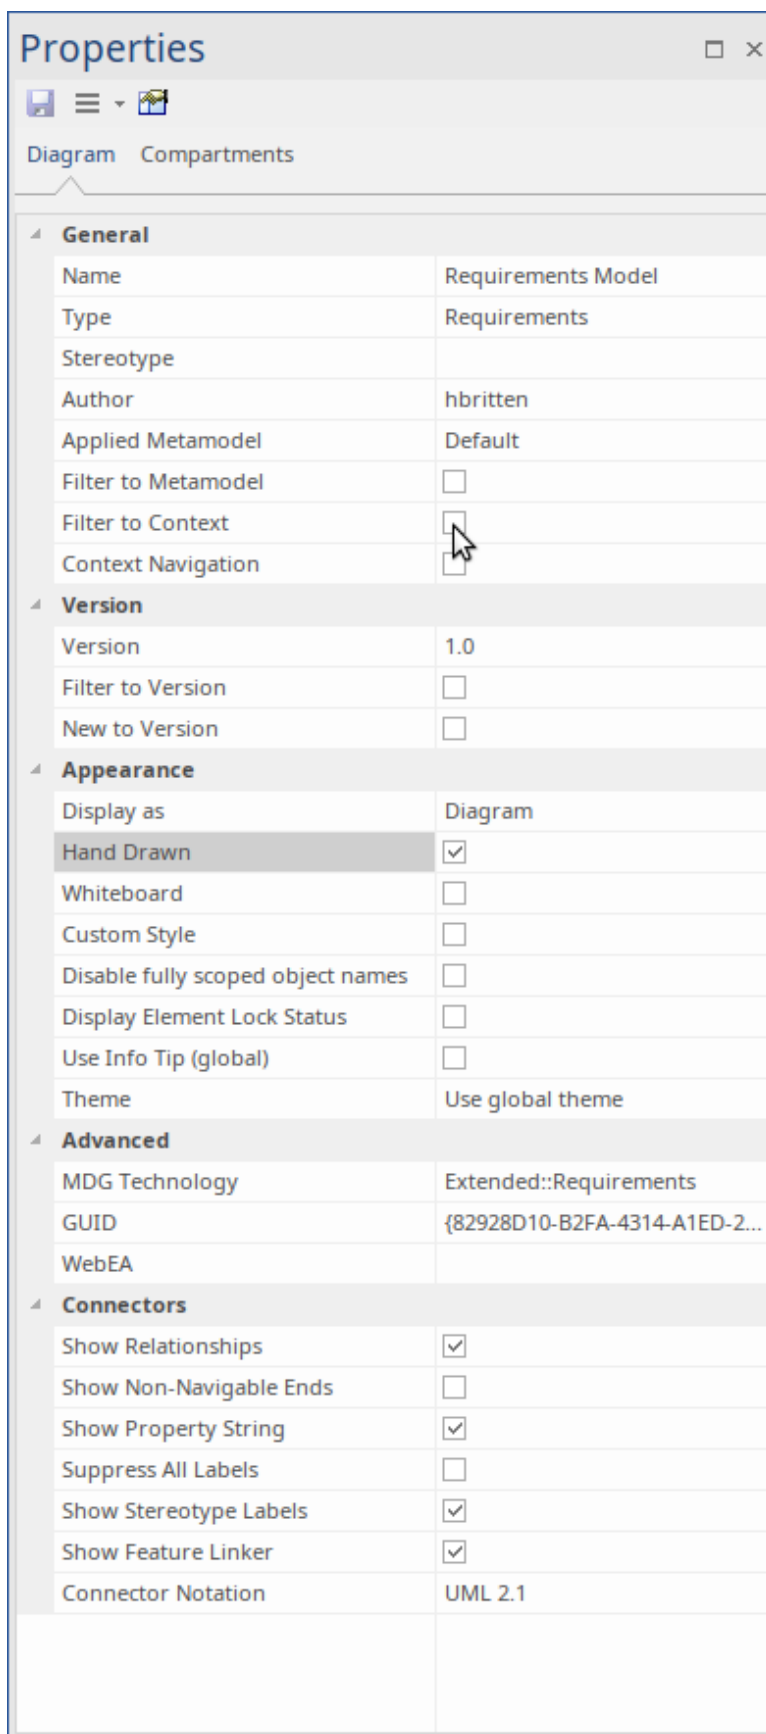 Properties
Diagram Compartments
General
Name Requirements Model
Type Requirements
Stereotype
Author hbritten
Applied Metamodel Default
Filter to Metamodel
Filter to Context
Context Navigation
Version
Version 1.0
Filter to Version
New to Version
Appearance
Display as Diagram
Hand Drawn
Whiteboard
Custom Style
Disable fully scoped object names
Display Element Lock Status
Use Info Tip (global)
Theme Use global theme
Advanced
MDG Technology Extended::Requirements
GUID {82928D10-B2FA-4314-A1ED-2...
WebEA
Connectors
Show Relationships
Show Non-Navigable Ends
Show Property String
Suppress All Labels
Show Stereotype Labels
Show Feature Linker
Connector Notation UML 2.1